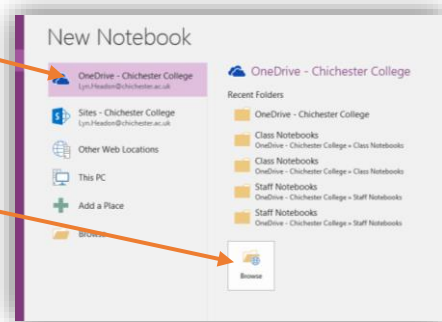 New Notebook
OneDrive - Chichester College
Lyn.Headon@chichester.ac.uk
Sites - Chichester College
Lyn.Headon@chichester.ac.uk
Other Web Locations
This PC
Add a Place
Browse
OneDrive - Chichester College
Recent Folders
OneDrive - Chichester College
Class Notebooks
OneDrive - Chichester College » Class Notebooks
Class Notebooks
OneDrive - Chichester College » Class Notebooks
Staff Notebooks
OneDrive - Chichester College » Staff Notebooks
Staff Notebooks
OneDrive - Chichester College » Staff Notebooks
Browse